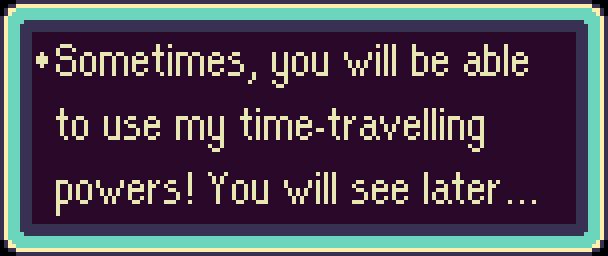 •Sometimes, you will be able
to use my time-travelling
powers! You will see later...